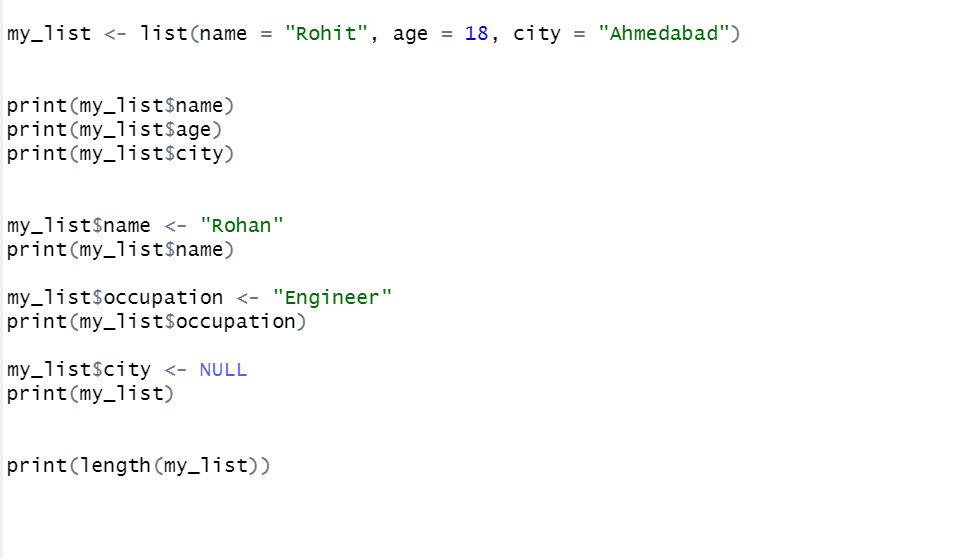 my_list <- list(name = "Rohit", age = 18, city = "Ahmedabad")
print(my_list$name)
print(my_list$age)
print(my_list$city)
my_list$name <- "Rohan"
print(my_list$name)
my_list$occupation <- "Engineer"
print(my_list$occupation)
my_list$city <- NULL
print(my_list)
print(length(my_list))